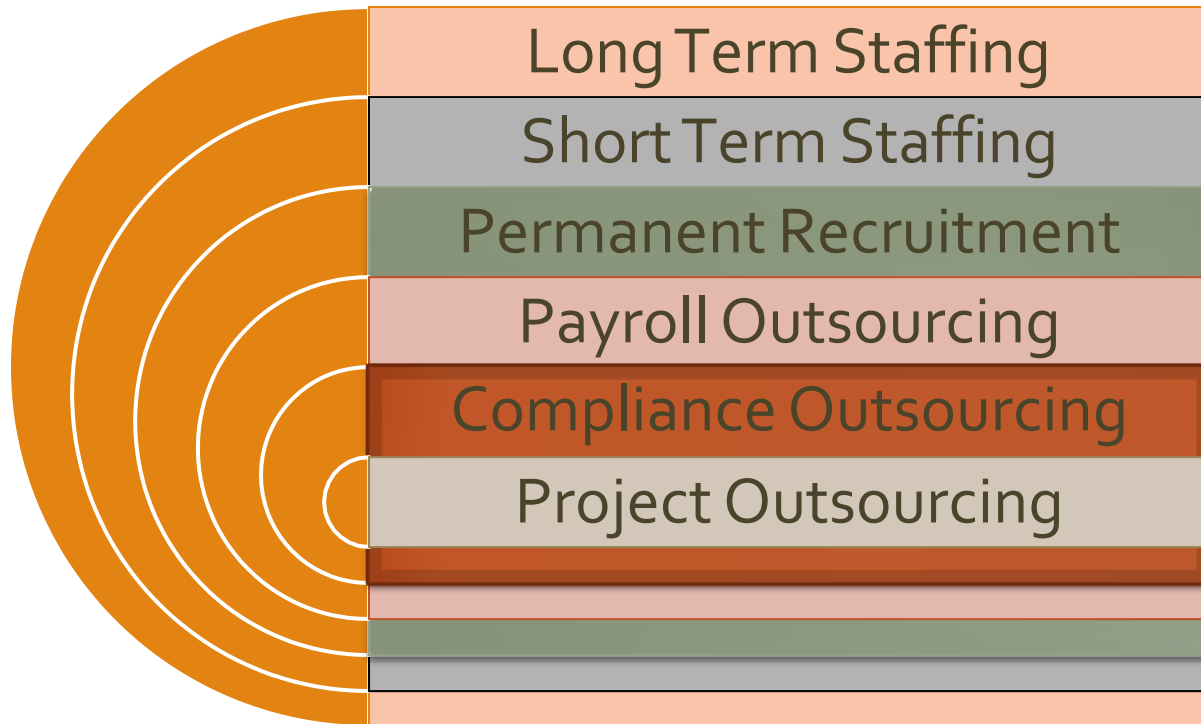 Long Term Staffing
Short Term Staffing
Permanent Recruitment
Payroll Outsourcing
Compliance Outsourcing
Project Outsourcing